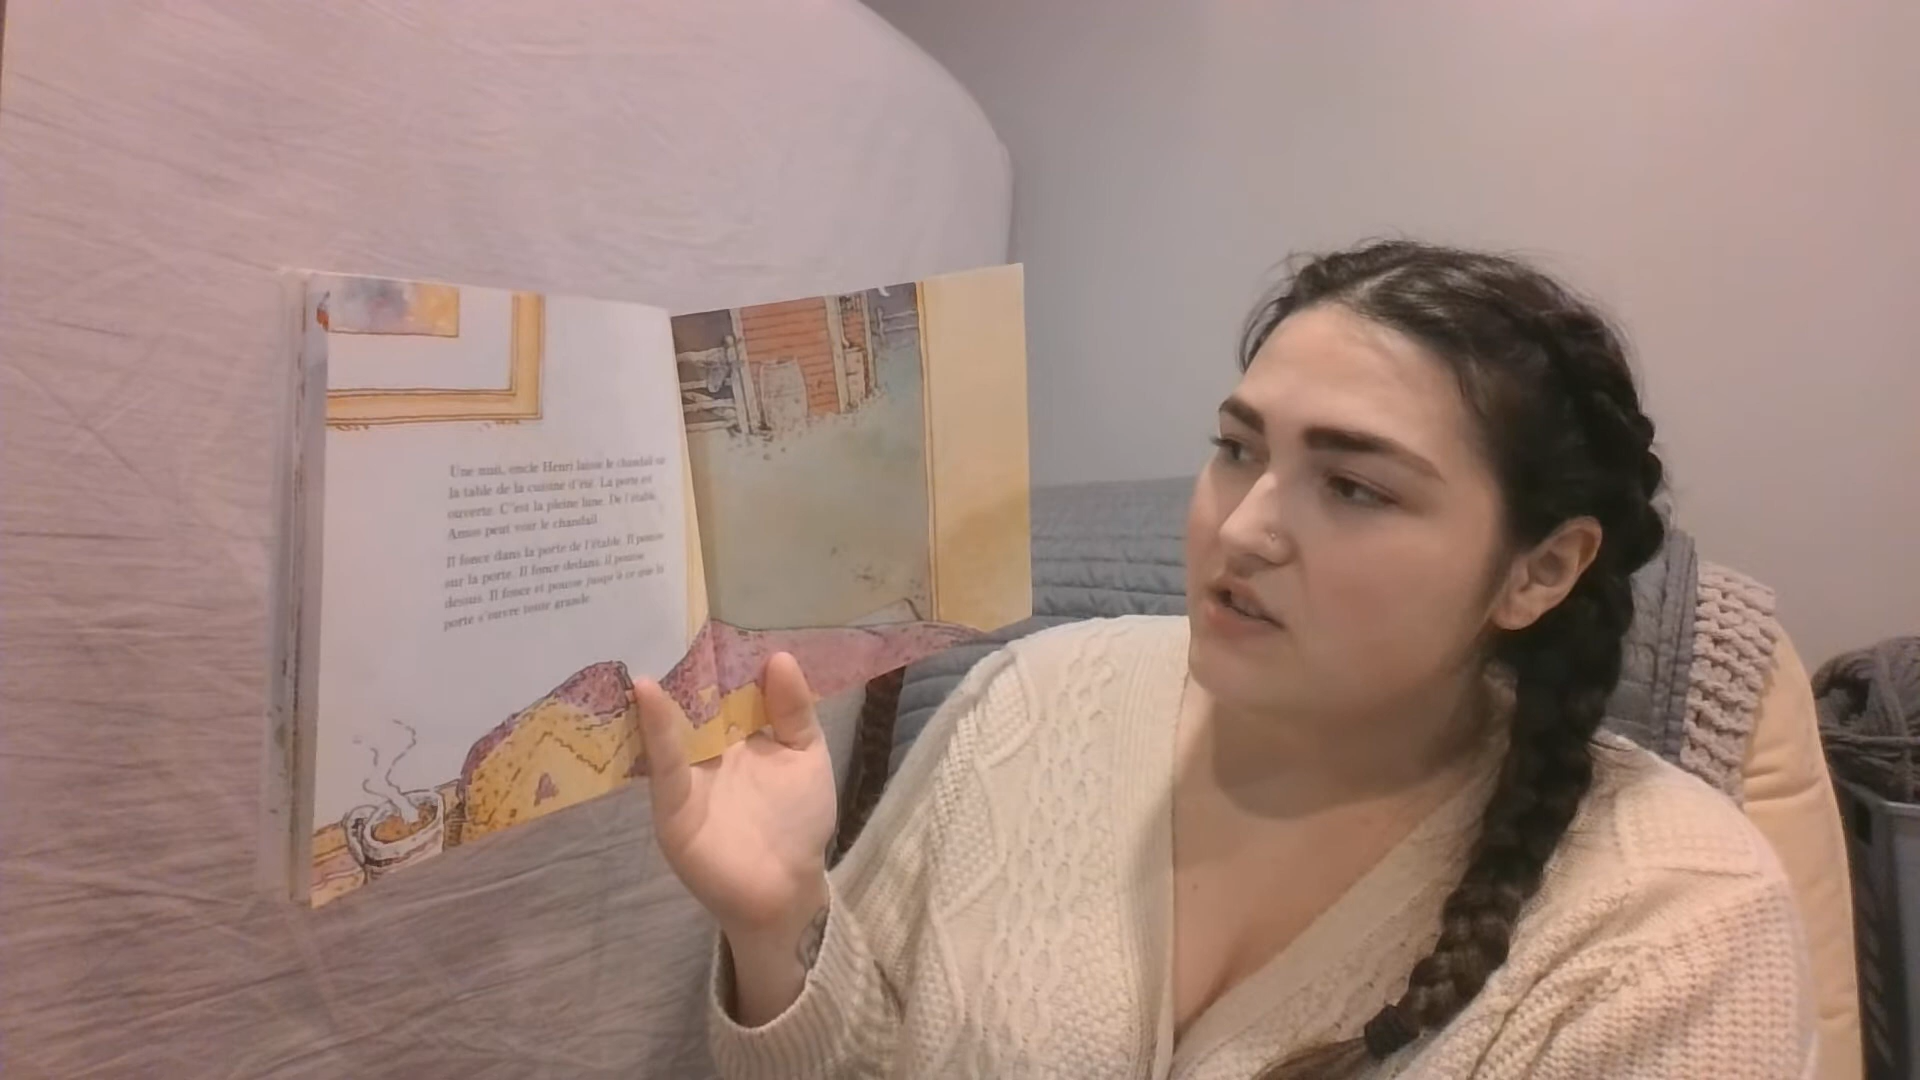 Une nuit, oncle Henri laisse le chandail su
la table de la cuisine d'été. La porte est
ouverte. C'est la pleine lune. De l'étable,
Amos peut voir le chandail.
Il fonce dans la porte de l'étable. Il pousse
sur la porte. Il fonce dedans, il pousse
dessus. Il fonce et pousse jusqu'à ce que la
porte s'ouvre toute grande.